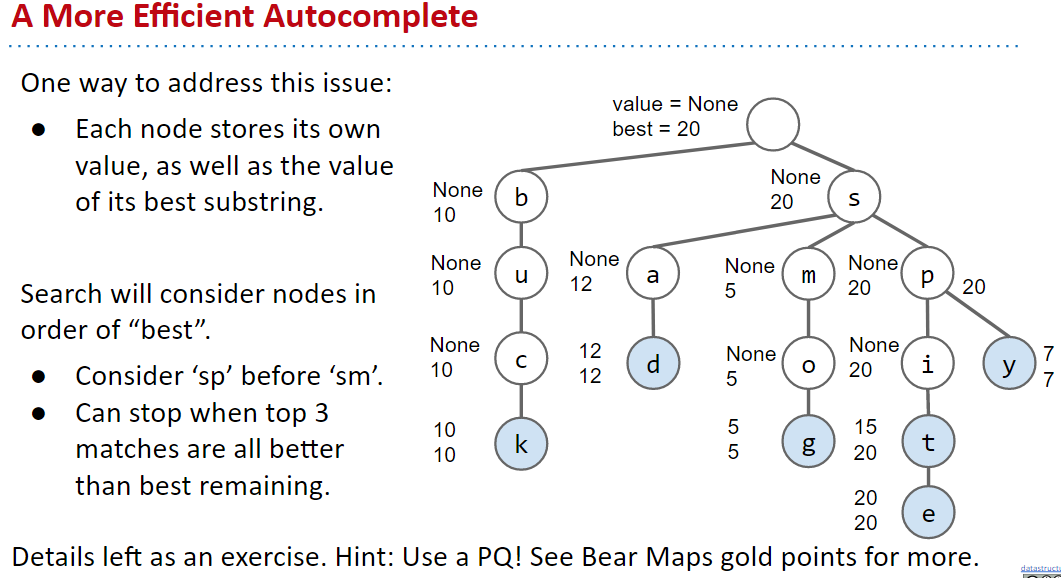 A More Efficient Autocomplete
One way to address this issue:
● Each node stores its own
value, as well as the value
of its best substring.
Search will consider nodes in
order of “best”.
● Consider ‘sp’ before ‘sm’.
● Can stop when top 3
matches are all better
than best remaining.
value = None
best = 20
None
10
b
None
20
s
None
10
u
None
12
a
None
5
m
None
20
p
20
None
10
c
12
12
d
None
5
o
None
20
i
y
7
7
10
10
k
5
5
g
15
20
t
20
20
e
Details left as an exercise. Hint: Use a PQ! See Bear Maps gold points for more.